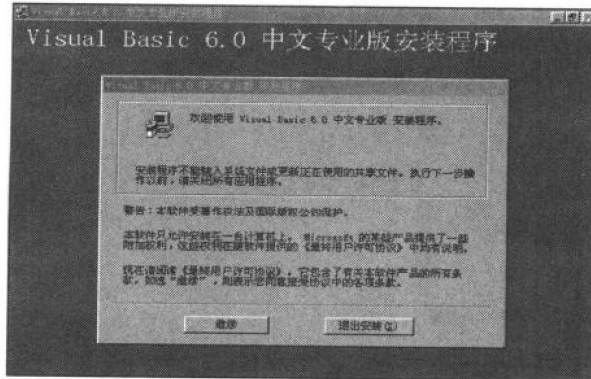 Visual Basic 6.0 中文专业版安装程序
欢迎使用 Visual Basic 6.0 中文专业版 安装程序。
安装程序不能装入系统文件或更新正在使用的共享文件。执行下一步操
作以前，请关闭所有应用程序。
警告：本软件受著作权法及国际版权公约保护。
本软件只允许安装在一台计算机上， Microsoft 的某些产品提供了一些
附加权利，这些权利在随软件提供的《最终用户许可协议》中均有说明。
现在请阅读《最终用户许可协议》，它包含了有关本软件产品的所有条
款，如选“继续”，则表示您同意接受协议中的各项条款。
继续
退出安装(X)